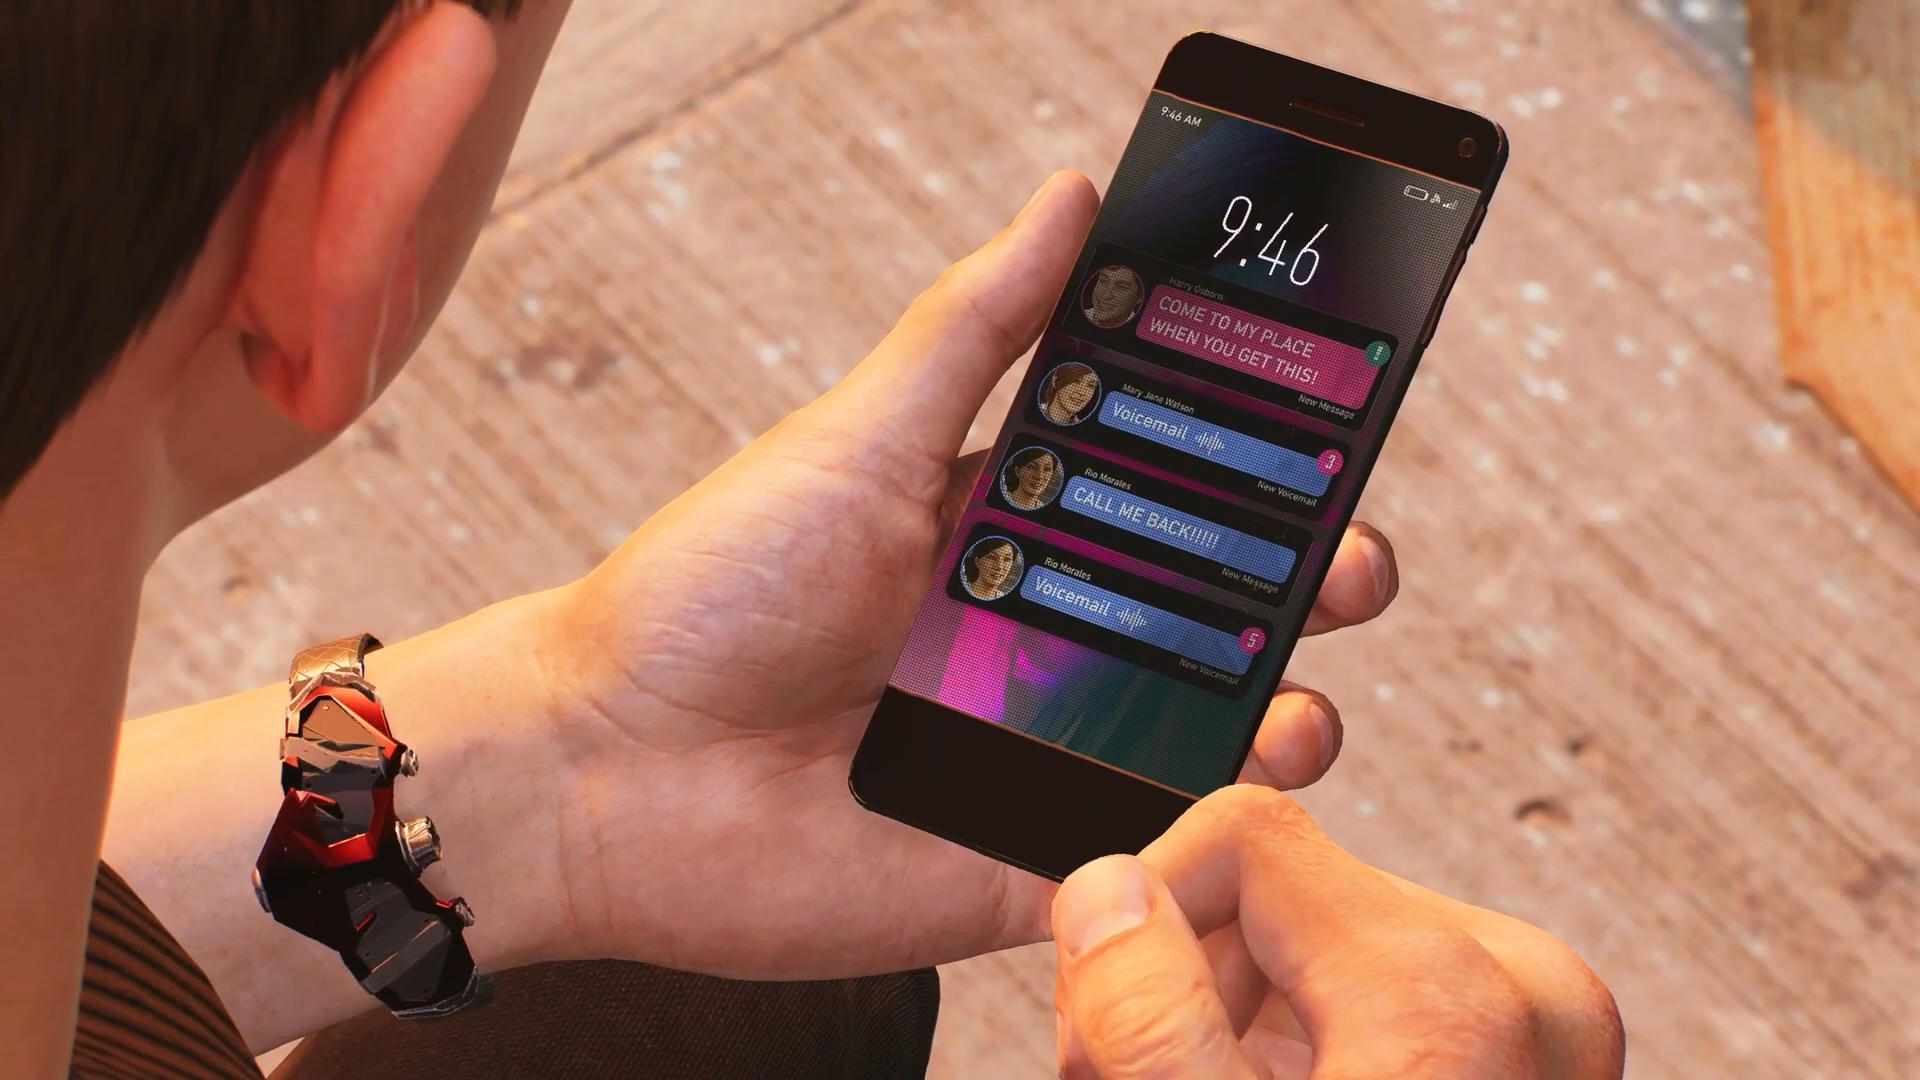 9:46 AM
9:46
Harry Osborn
COME TO MY PLACE
WHEN YOU GET THIS!
!
New Message
Mary Jane Watson
Voicemail
3
New Voicemail
Rio Morales
CALL ME BACK!!!!!
New Message
Rio Morales
Voicemail
5
New Voicemail